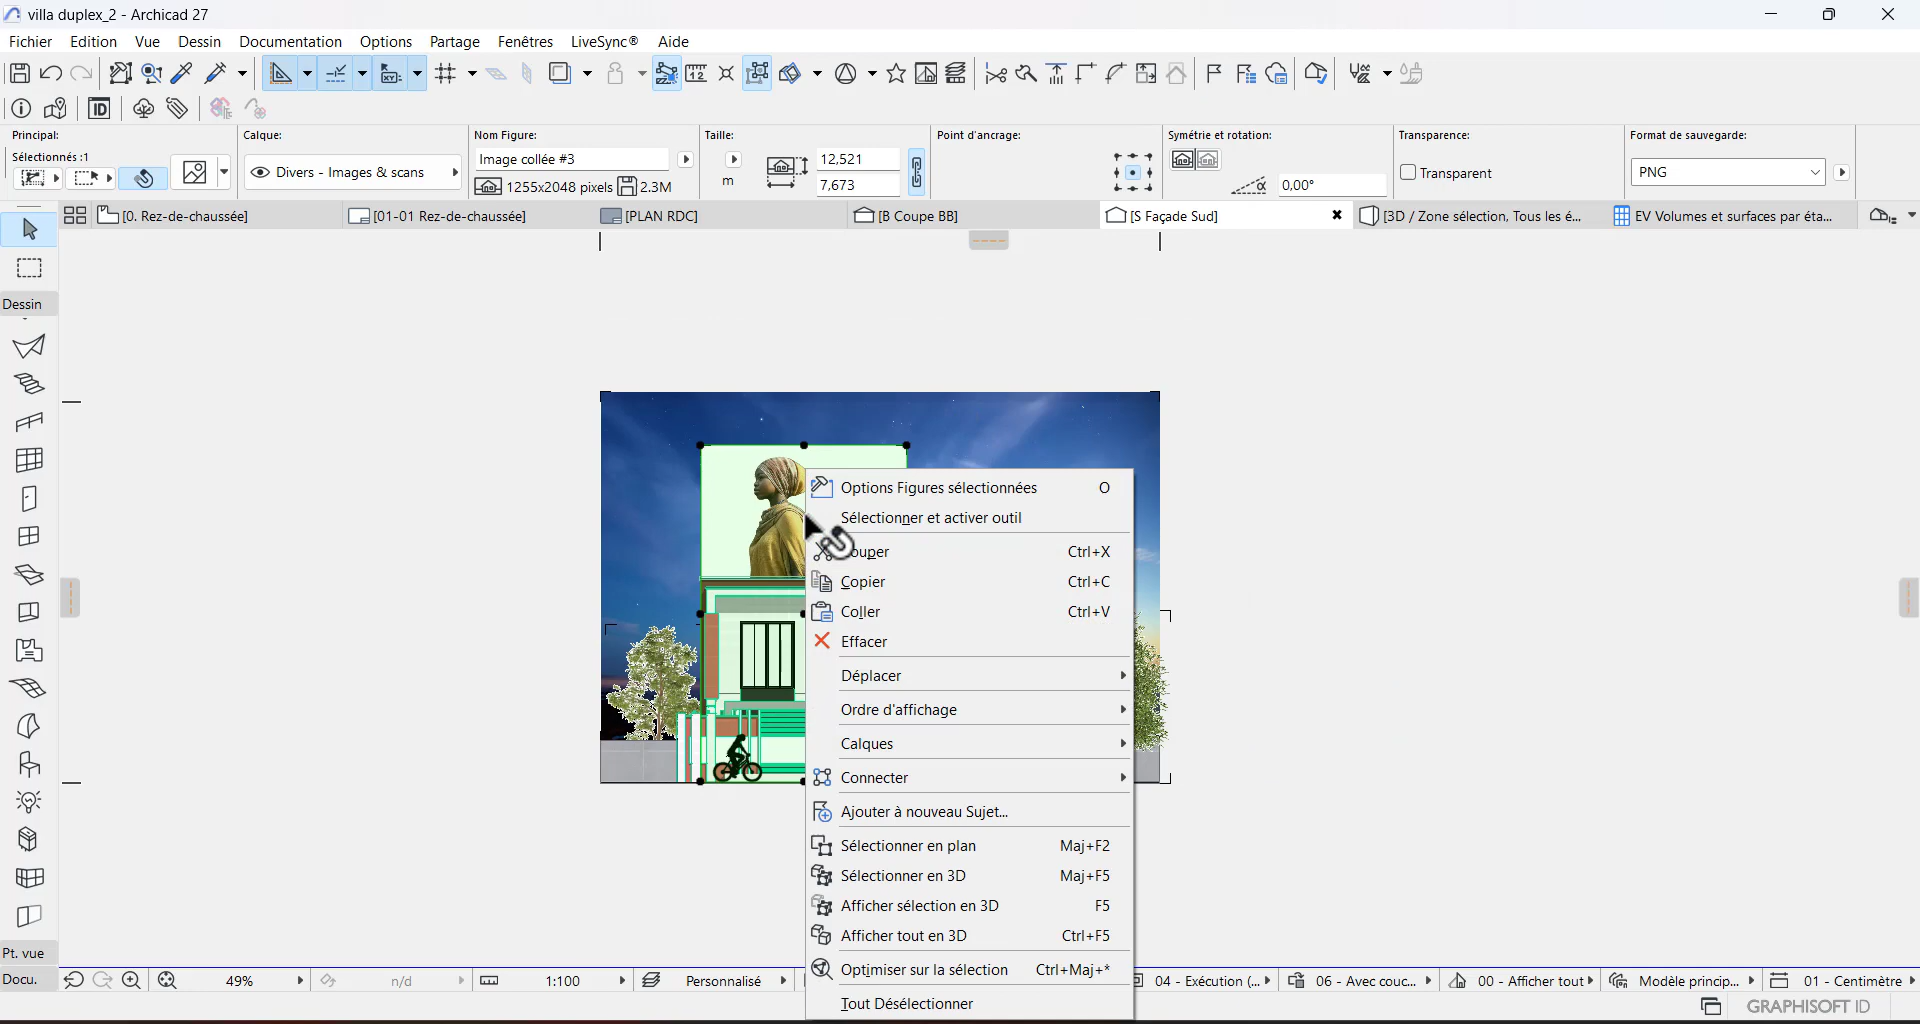 villa duplex_2 - Archicad 27
Fichier Edition Vue Dessin Documentation Options Partage Fenêtres LiveSync® Aide
Principal: Calque: Nom Figure: Taille: Point d'ancrage: Symétrie et rotation: Transparence: Format de sauvegarde:
Sélectionnés :1
Divers - Images & scans
Image collée #3
1255x2048 pixels 2.3M
m
12,521
7,673
0,00°
Transparent
PNG
[0. Rez-de-chaussée] [01-01 Rez-de-chaussée] [PLAN RDC] [B Coupe BB] [S Façade Sud] [3D / Zone sélection, Tous les é... EV Volumes et surfaces par éta...
Dessin
Options Figures sélectionnées O
Sélectionner et activer outil
ouper Ctrl+X
Copier Ctrl+C
Coller Ctrl+V
Effacer
Déplacer
Ordre d'affichage
Calques
Connecter
Ajouter à nouveau Sujet...
Sélectionner en plan Maj+F2
Sélectionner en 3D Maj+F5
Afficher sélection en 3D F5
Afficher tout en 3D Ctrl+F5
Optimiser sur la sélection Ctrl+Maj+*
Tout Désélectionner
Pt. vue
Docu.
49% n/d 1:100 Personnalisé 04 - Exécution (... 06 - Avec couc... 00 - Afficher tout Modèle princip... 01 - Centimètre
GRAPHISOFT ID